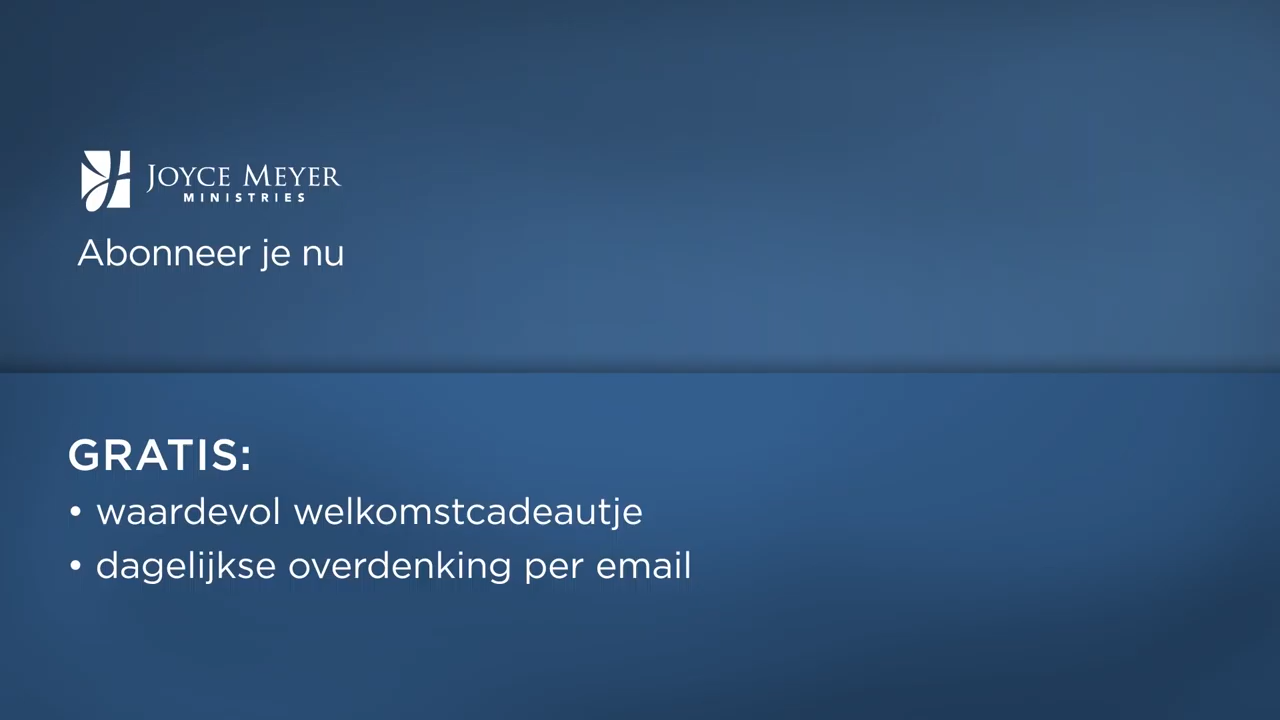 JOYCE MEYER
MINISTRIES
Abonneer je nu
GRATIS:
• waardevol welkomstcadeautje
• dagelijkse overdenking per email